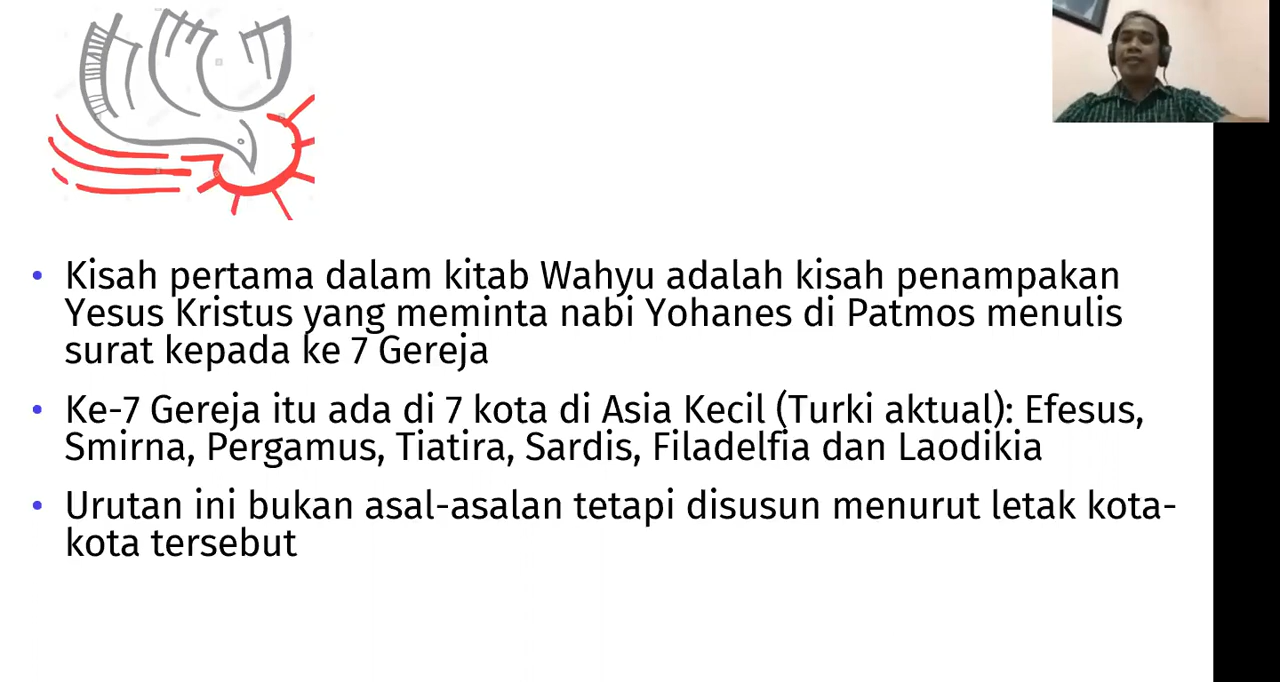 • Kisah pertama dalam kitab Wahyu adalah kisah penampakan
Yesus Kristus yang meminta nabi Yohanes di Patmos menulis
surat kepada ke 7 Gereja
• Ke-7 Gereja itu ada di 7 kota di Asia Kecil (Turki aktual): Efesus,
Smirna, Pergamus, Tiatira, Sardis, Filadelfia dan Laodikia
• Urutan ini bukan asal-asalan tetapi disusun menurut letak kota-
kota tersebut